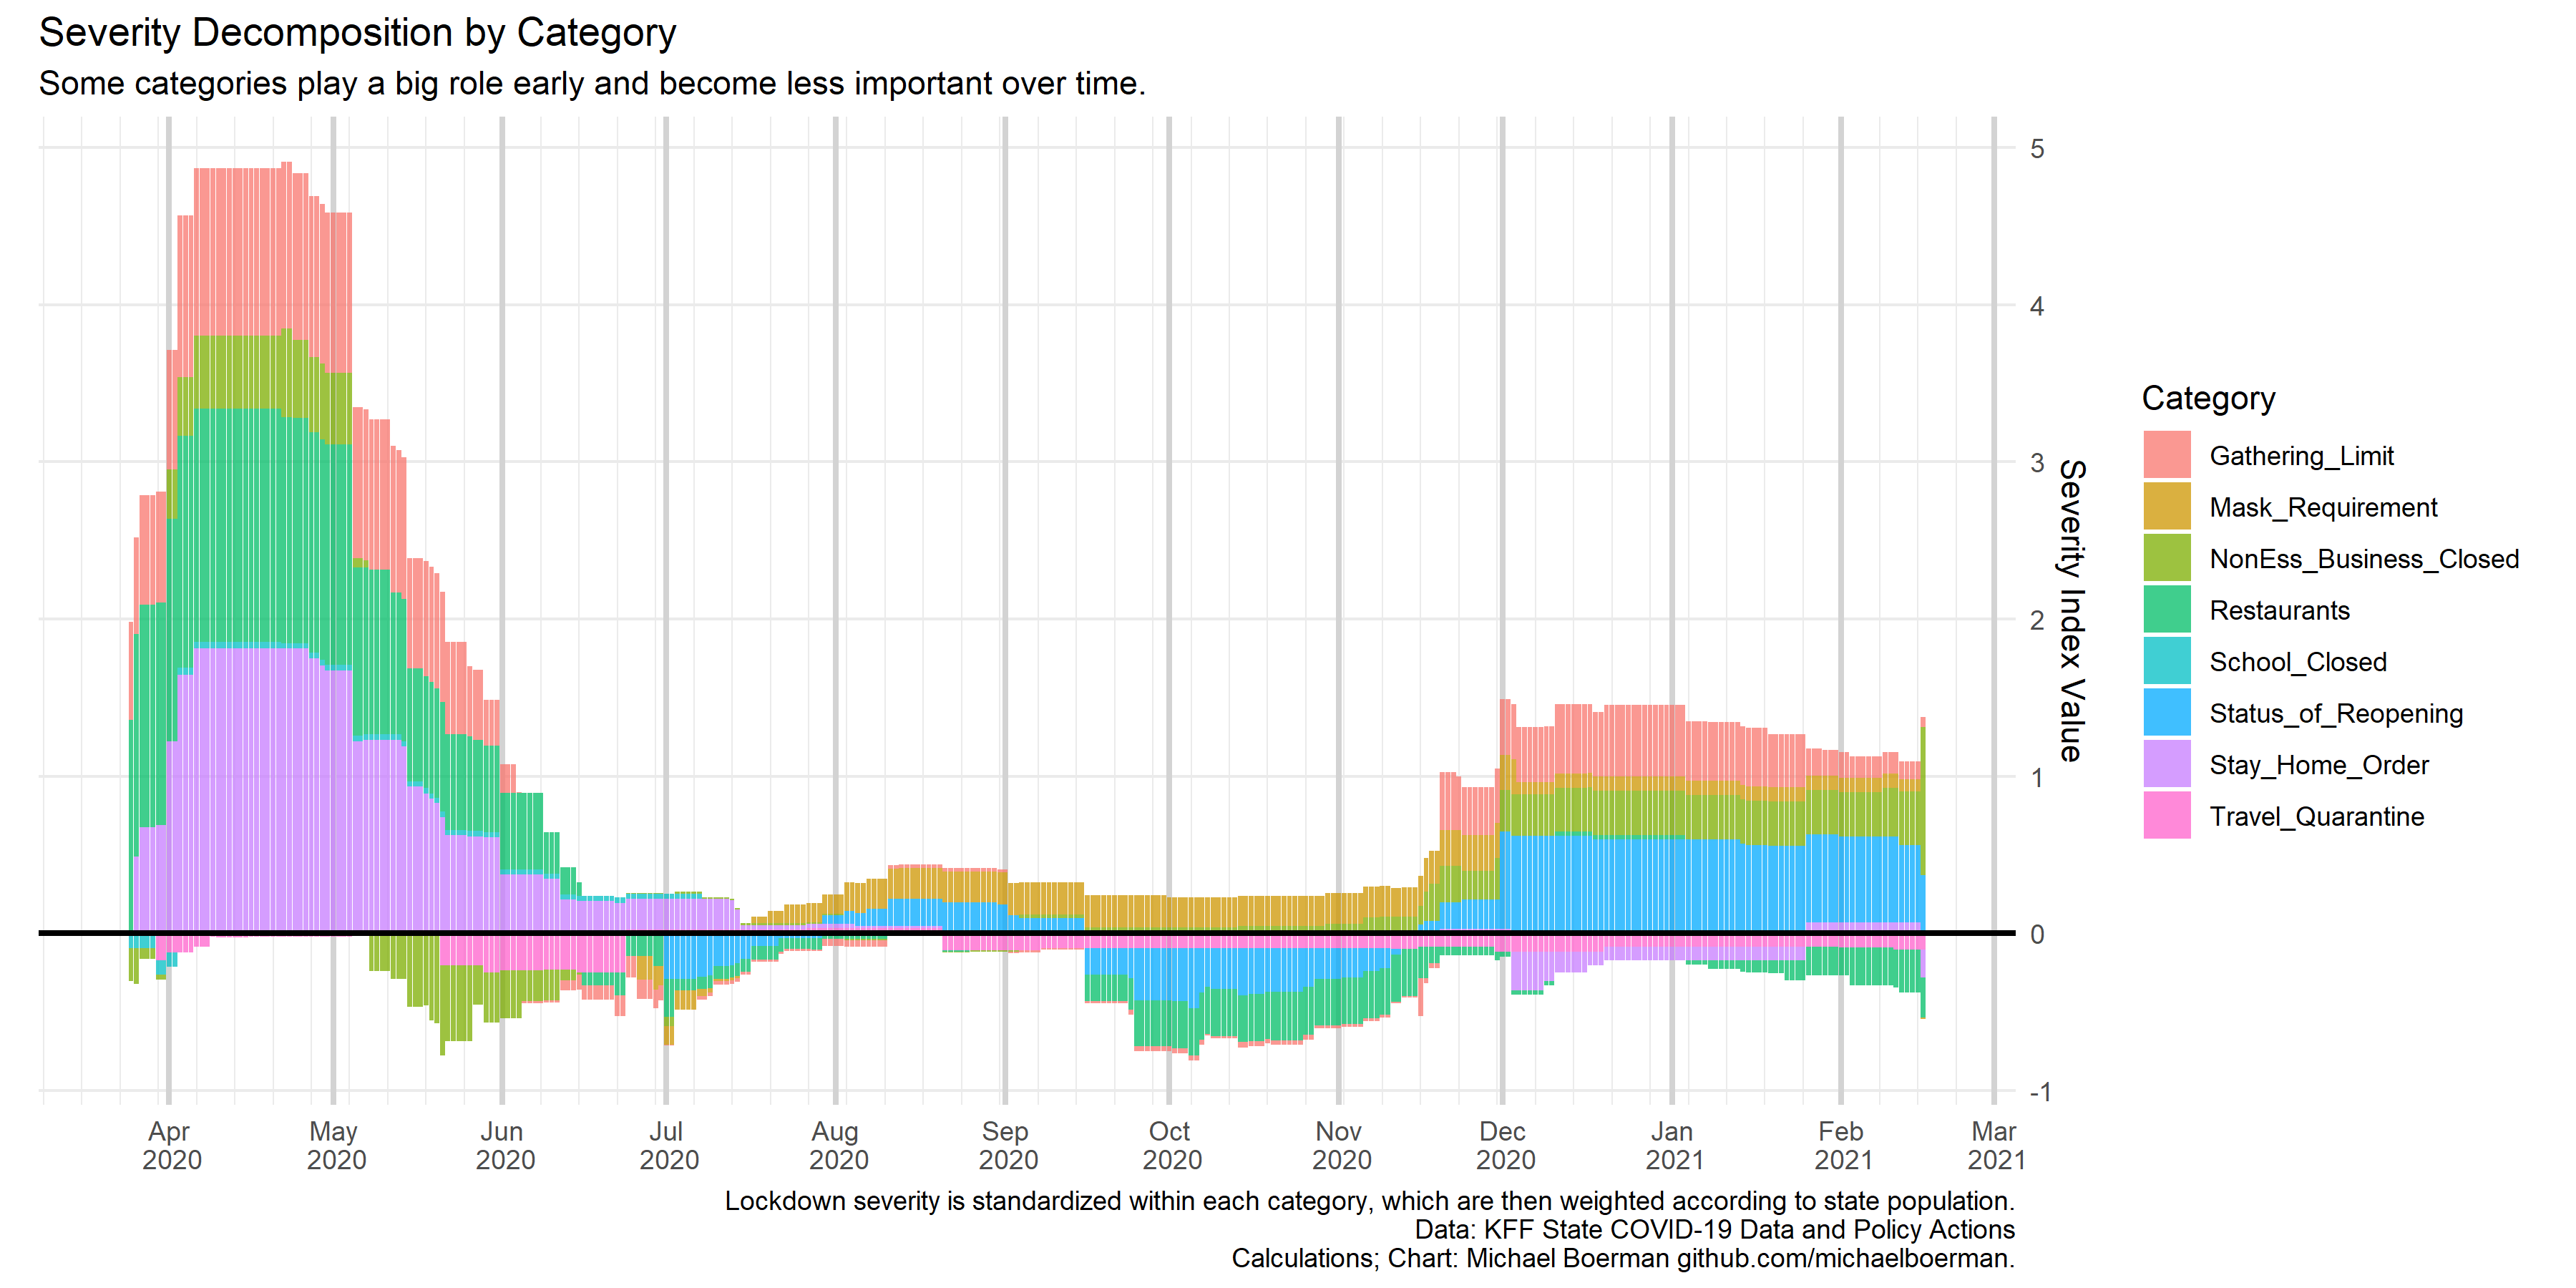 Severity Decomposition by Category
Some categories play a big role early and become less important over time.
5
4
3
2
1
0
-1
Severity Index Value
Apr
2020
May
2020
Jun
2020
Jul
2020
Aug
2020
Sep
2020
Oct
2020
Nov
2020
Dec
2020
Jan
2021
Feb
2021
Mar
2021
Category
Gathering_Limit
Mask_Requirement
NonEss_Business_Closed
Restaurants
School_Closed
Status_of_Reopening
Stay_Home_Order
Travel_Quarantine
Lockdown severity is standardized within each category, which are then weighted according to state population.
Data: KFF State COVID-19 Data and Policy Actions
Calculations; Chart: Michael Boerman github.com/michaelboerman.